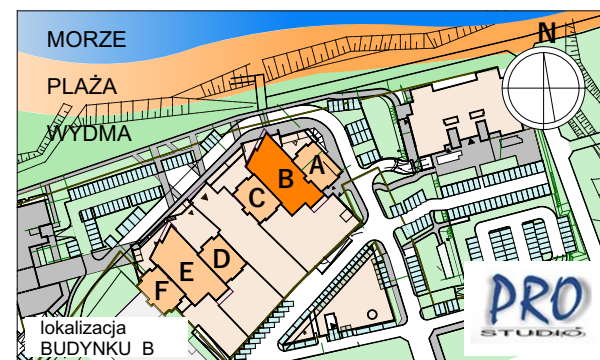 MORZE
N
PLAŻA
WYDMA
A
B
C
D
E
F
lokalizacja
BUDYNKU B
PRO
STUDIO